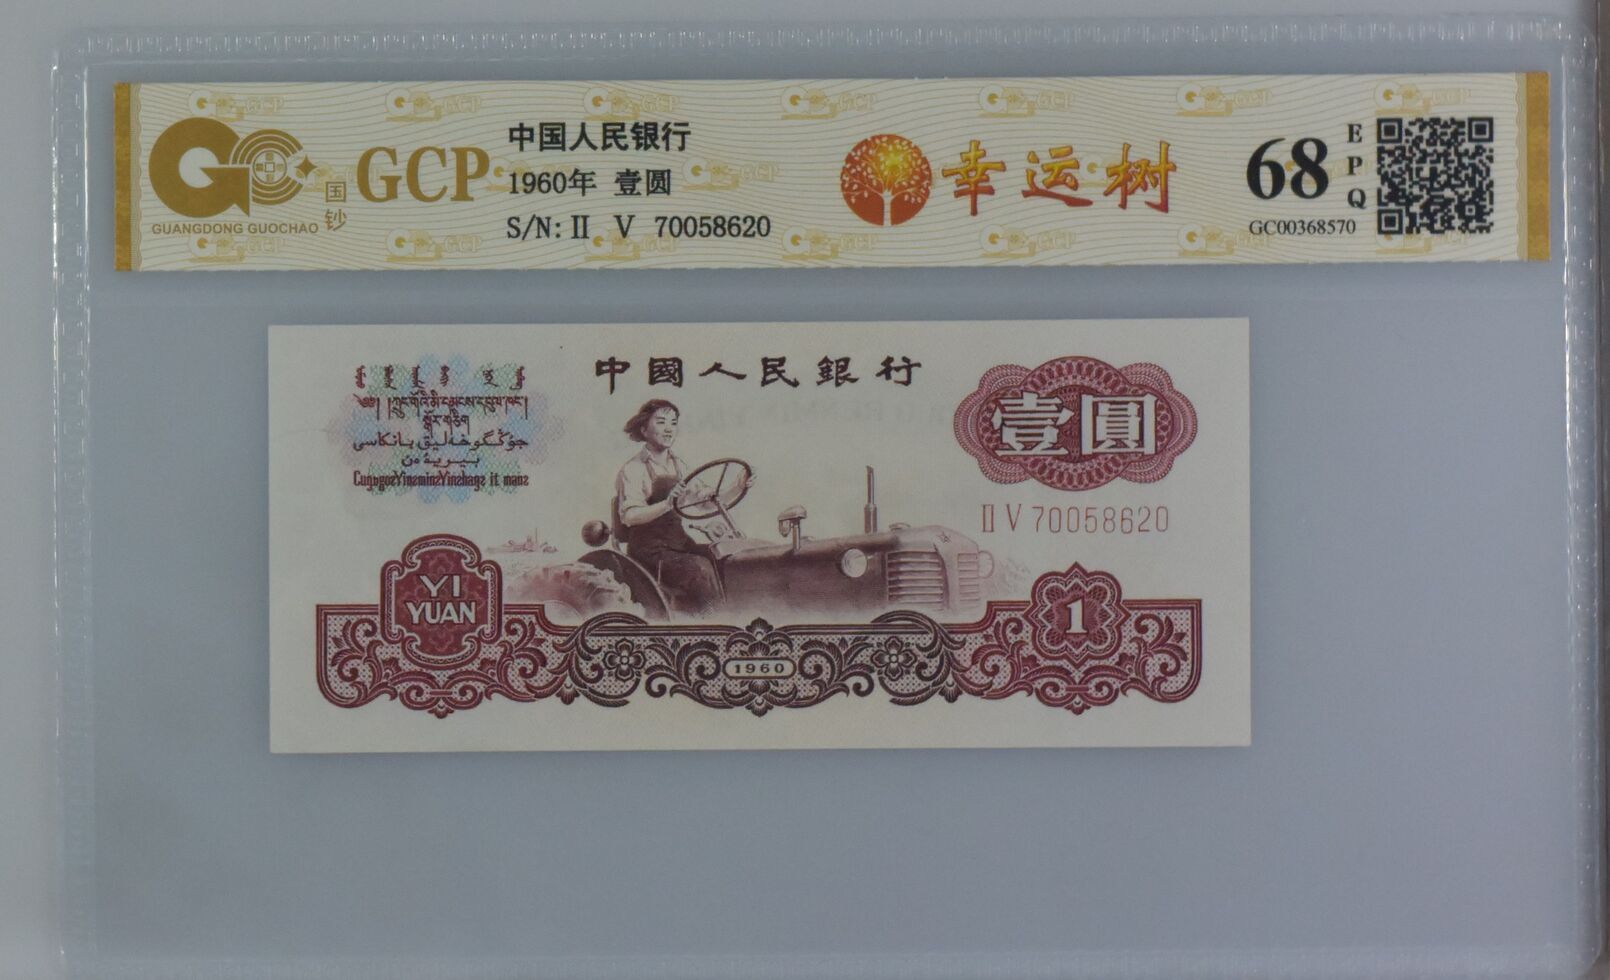 GCP
GUANGDONG GUOCHAO
国钞
中国人民银行
1960年 壹圆
S/N: II V 70058620
幸运树
68
EPQ
GC00368570
中國人民銀行
壹圓
II V 70058620
YI
YUAN
1960
1